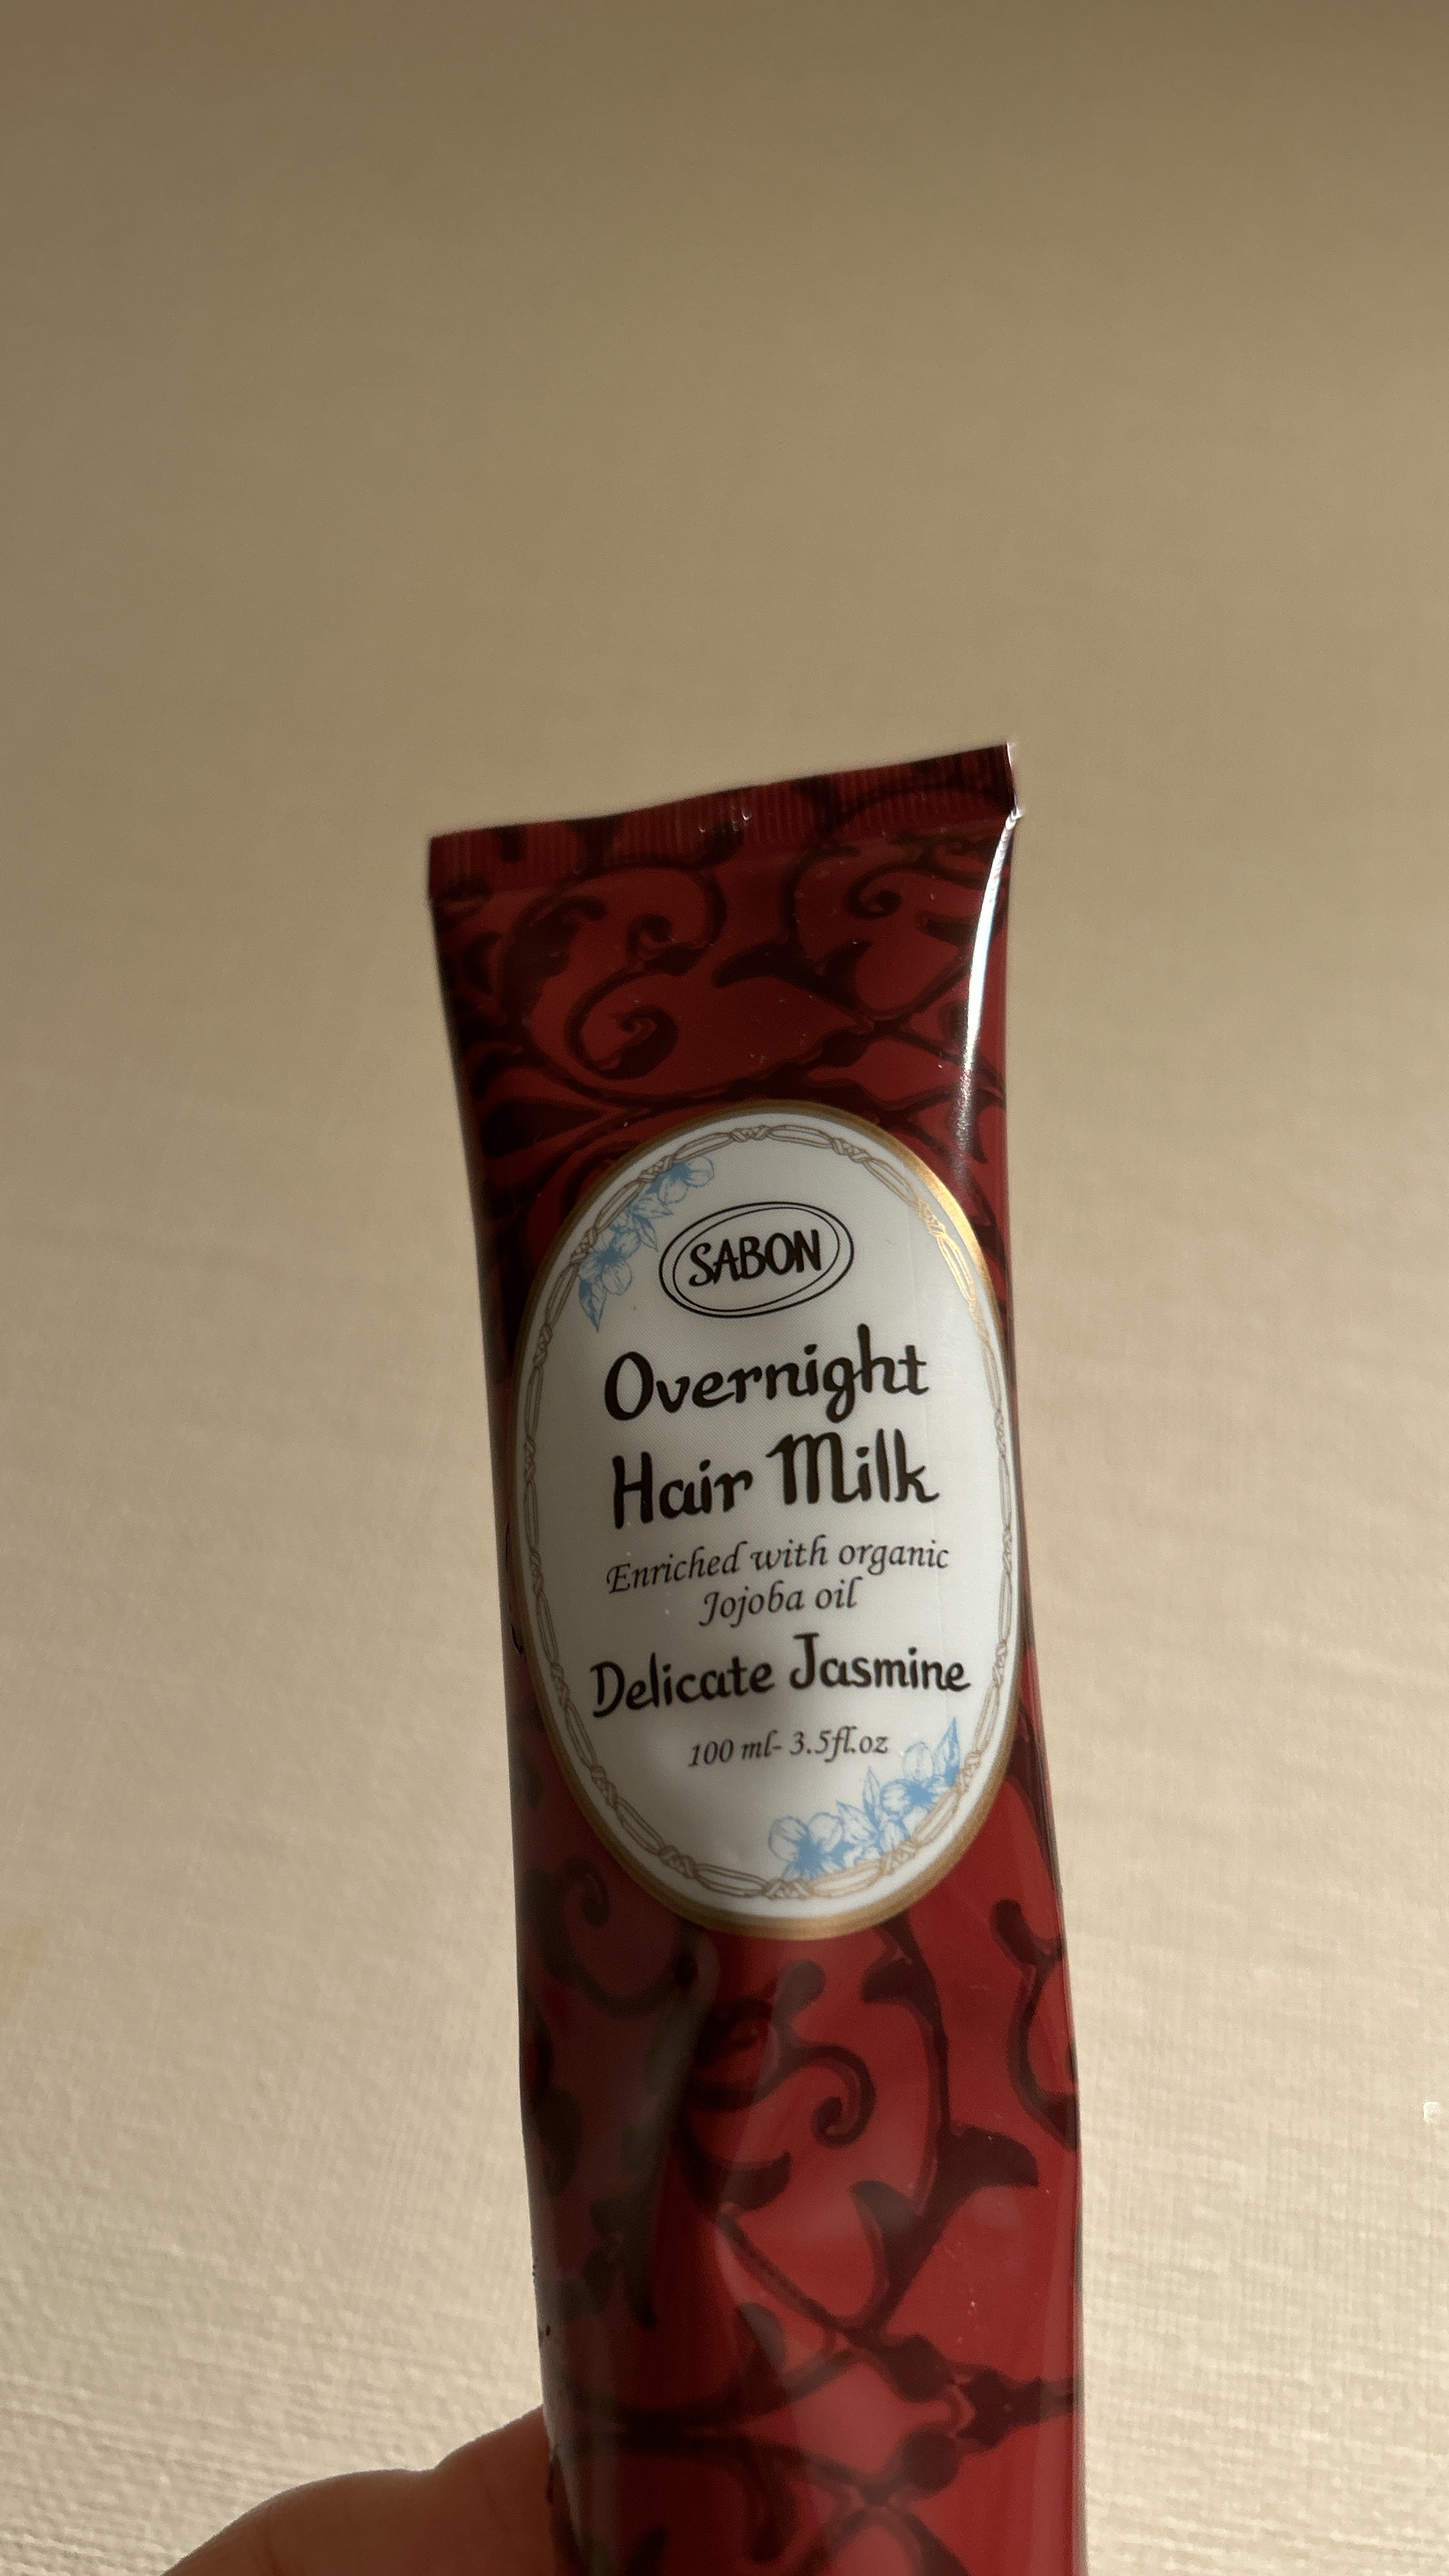 SABON
Overnight
Hair Milk
Enriched with organic
Jojoba oil
Delicate Jasmine
100 ml- 3.5fl.oz